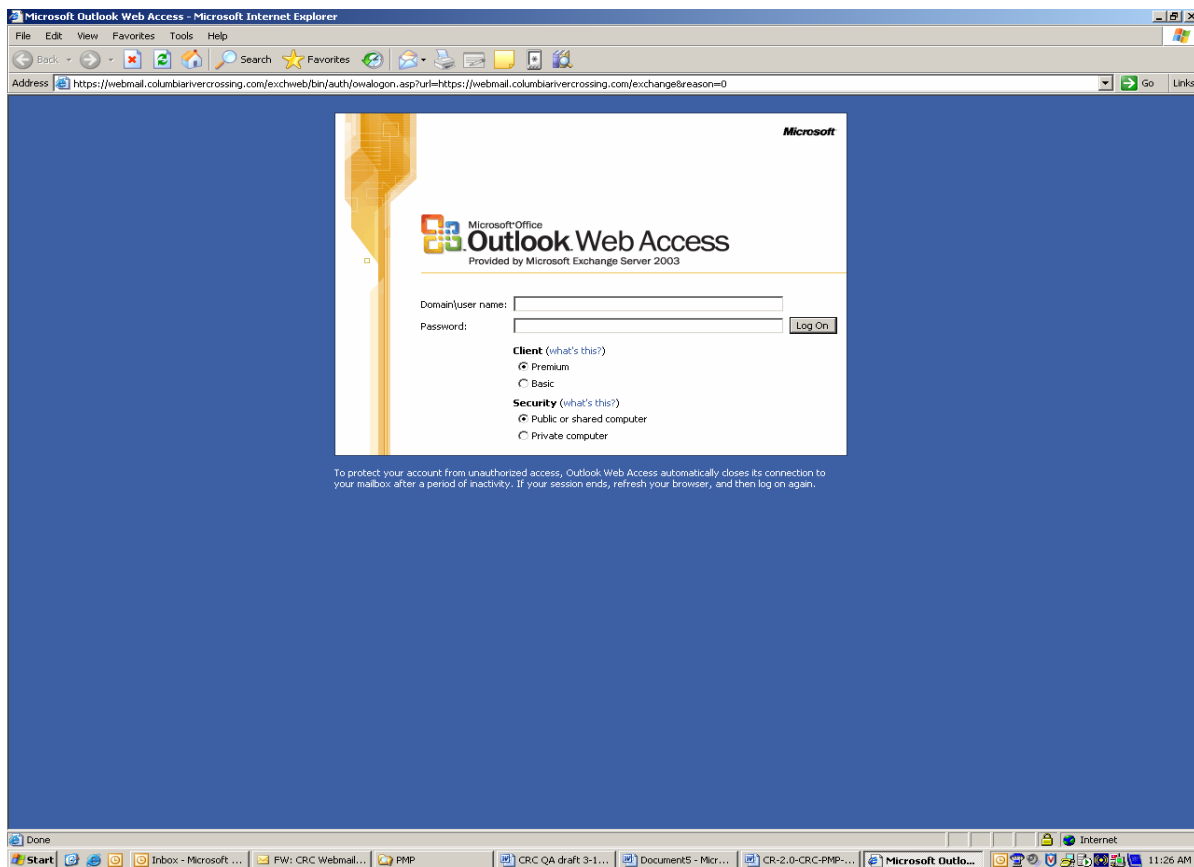 Microsoft Outlook Web Access - Microsoft Internet Explorer
File Edit View Favorites Tools Help
Back Search Favorites
Address https://webmail.columbiarivercrossing.com/exchweb/bin/auth/owalogon.asp?url=https://webmail.columbiarivercrossing.com/exchange&reason=0 Go Links
Microsoft
Microsoft Office
Outlook Web Access
Provided by Microsoft Exchange Server 2003
Domain\user name:
Password: Log On
Client (what's this?)
Premium
Basic
Security (what's this?)
Public or shared computer
Private computer
To protect your account from unauthorized access, Outlook Web Access automatically closes its connection to
your mailbox after a period of inactivity. If your session ends, refresh your browser, and then log on again.
Done Internet
Start Inbox - Microsoft ... FW: CRC Webmail... PMP CRC QA draft 3-1... Document5 - Micr... CR-2.0-CRC-PMP-... Microsoft Outlo... 11:26 AM